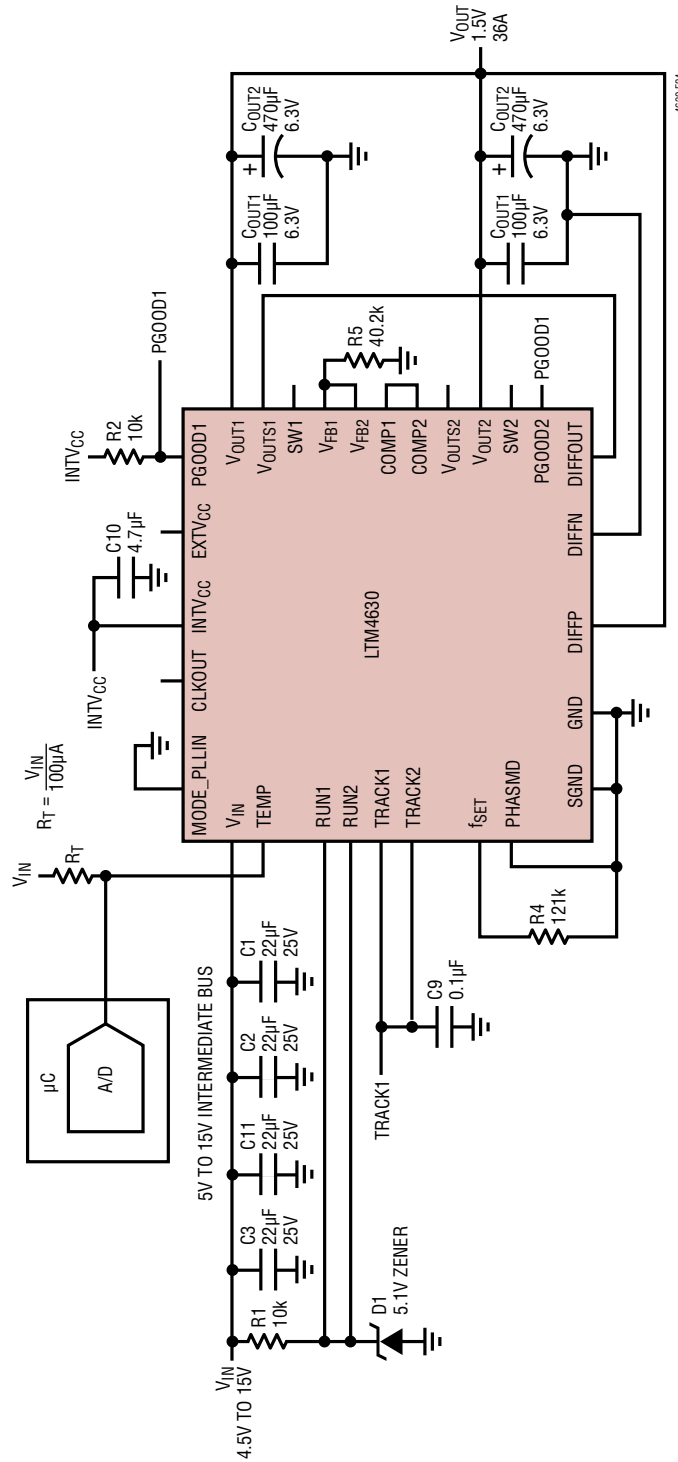 V_IN
4.5V TO 15V
R1
10k
D1
5.1V ZENER
C3
22µF
25V
C11
22µF
25V
C2
22µF
25V
C1
22µF
25V
5V TO 15V INTERMEDIATE BUS
µC
A/D
V_IN
R_T
R_T = V_IN / 100µA
TRACK1
C9
0.1µF
R4
121k
INTV_CC
C10
4.7µF
INTV_CC
R2
10k
PGOOD1
MODE_PLLIN
CLKOUT
INTV_CC
EXTV_CC
PGOOD1
V_IN
TEMP
RUN1
RUN2
TRACK1
TRACK2
f_SET
PHASMD
LTM4630
V_OUT1
V_OUTS1
SW1
V_FB1
V_FB2
COMP1
COMP2
V_OUTS2
V_OUT2
SW2
PGOOD2
SGND
GND
DIFFP
DIFFN
DIFFOUT
R5
40.2k
PGOOD1
C_OUT1
100µF
6.3V
+
C_OUT2
470µF
6.3V
C_OUT1
100µF
6.3V
+
C_OUT2
470µF
6.3V
V_OUT
1.5V
36A